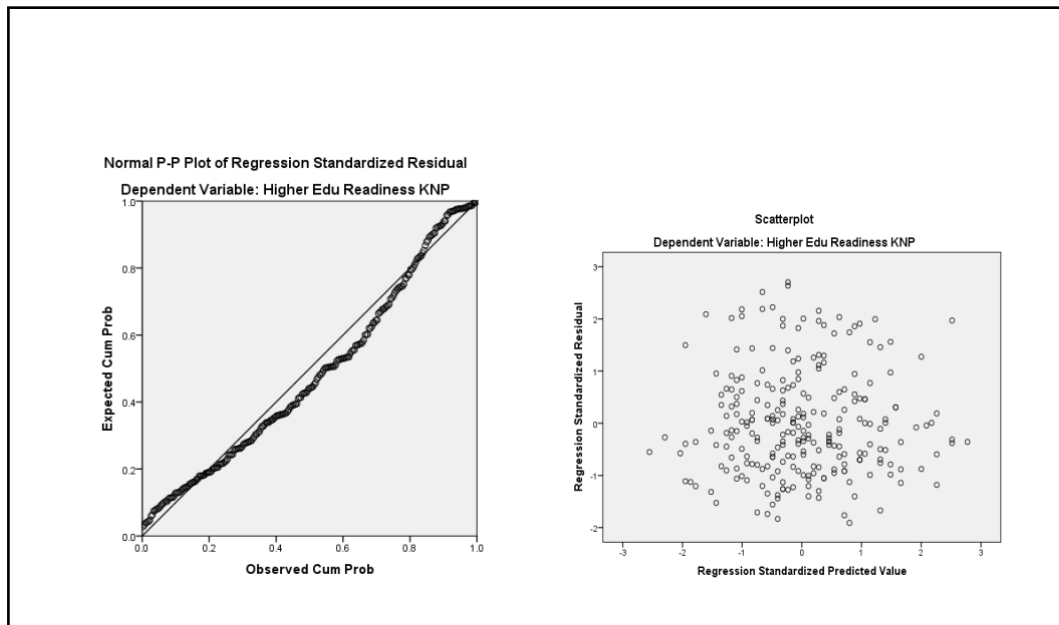 Normal P-P Plot of Regression Standardized Residual
Dependent Variable: Higher Edu Readiness KNP
1.0
0.8
0.6
0.4
0.2
0.0
Expected Cum Prob
0.0 0.2 0.4 0.6 0.8 1.0
Observed Cum Prob
Scatterplot
Dependent Variable: Higher Edu Readiness KNP
3
2
1
0
-1
-2
Regression Standardized Residual
-3 -2 -1 0 1 2 3
Regression Standardized Predicted Value